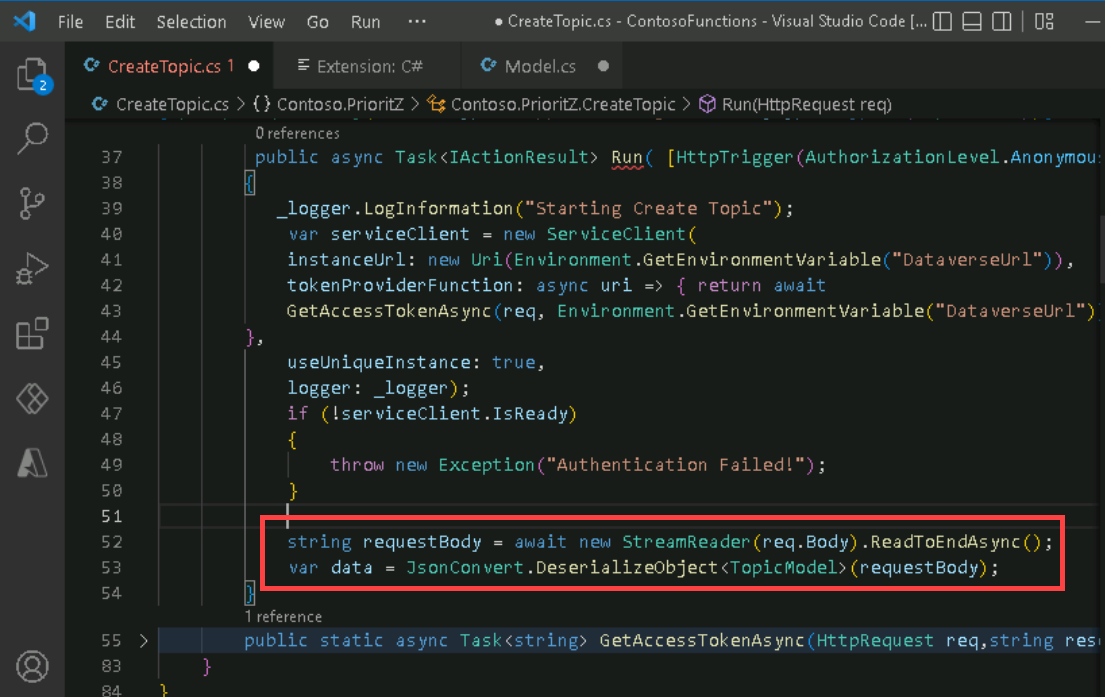 File Edit Selection View Go Run ··· ● CreateTopic.cs - ContosoFunctions - Visual Studio Code [...
CreateTopic.cs 1 ● Extension: C# Model.cs ●
2
CreateTopic.cs > {} Contoso.PrioritZ > Contoso.PrioritZ.CreateTopic > Run(HttpRequest req)
0 references
37 public async Task<IActionResult> Run( [HttpTrigger(AuthorizationLevel.Anonymous
38 {
39 _logger.LogInformation("Starting Create Topic");
40 var serviceClient = new ServiceClient(
41 instanceUrl: new Uri(Environment.GetEnvironmentVariable("DataverseUrl")),
42 tokenProviderFunction: async uri => { return await
43 GetAccessTokenAsync(req, Environment.GetEnvironmentVariable("DataverseUrl")
44 },
45 useUniqueInstance: true,
46 logger: _logger);
47 if (!serviceClient.IsReady)
48 {
49 throw new Exception("Authentication Failed!");
50 }
51
52 string requestBody = await new StreamReader(req.Body).ReadToEndAsync();
53 var data = JsonConvert.DeserializeObject<TopicModel>(requestBody);
54 }
1 reference
55 > public static async Task<string> GetAccessTokenAsync(HttpRequest req,string res
83 }
84 }